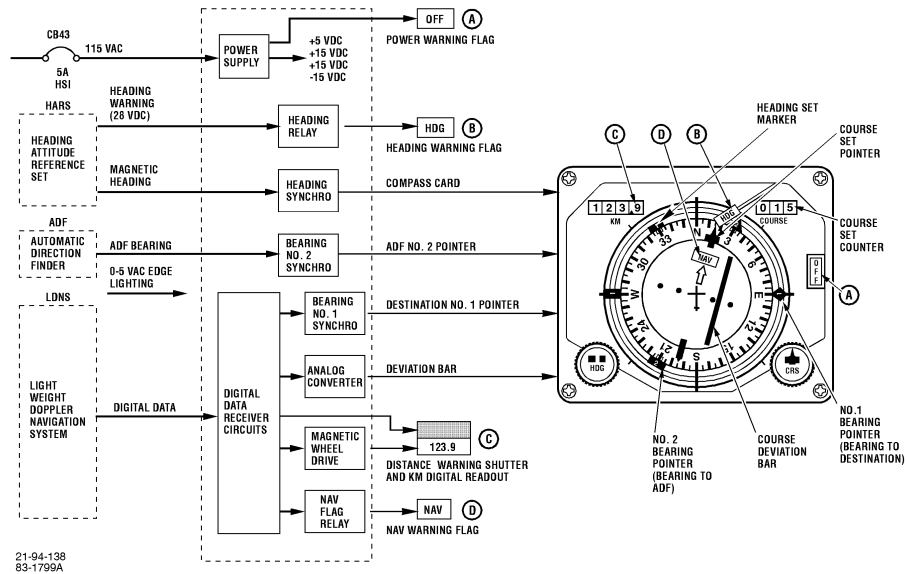 CB43
115 VAC
5A
HSI
POWER
SUPPLY
+5 VDC
+15 VDC
+15 VDC
-15 VDC
OFF
A
POWER WARNING FLAG
HARS
HEADING
WARNING
(28 VDC)
HEADING
ATTITUDE
REFERENCE
SET
MAGNETIC
HEADING
HEADING
RELAY
HDG
B
HEADING WARNING FLAG
HEADING
SYNCHRO
COMPASS CARD
ADF
AUTOMATIC
DIRECTION
FINDER
ADF BEARING
BEARING
NO. 2
SYNCHRO
ADF NO. 2 POINTER
0-5 VAC EDGE
LIGHTING
LDNS
LIGHT
WEIGHT
DOPPLER
NAVIGATION
SYSTEM
DIGITAL DATA
DIGITAL
DATA
RECEIVER
CIRCUITS
BEARING
NO. 1
SYNCHRO
DESTINATION NO. 1 POINTER
ANALOG
CONVERTER
DEVIATION BAR
MAGNETIC
WHEEL
DRIVE
123.9
C
DISTANCE WARNING SHUTTER
AND KM DIGITAL READOUT
NAV
FLAG
RELAY
NAV
D
NAV WARNING FLAG
HEADING SET
MARKER
C
D
B
COURSE
SET
POINTER
1 2 3 9
KM
HDG
0 1 5
COURSE
COURSE
SET
COUNTER
OFF
A
N
3
6
E
12
15
S
21
24
W
30
33
NAV
HDG
CRS
NO. 2
BEARING
POINTER
(BEARING TO
ADF)
COURSE
DEVIATION
BAR
NO.1
BEARING
POINTER
(BEARING TO
DESTINATION)
21-94-138
83-1799A